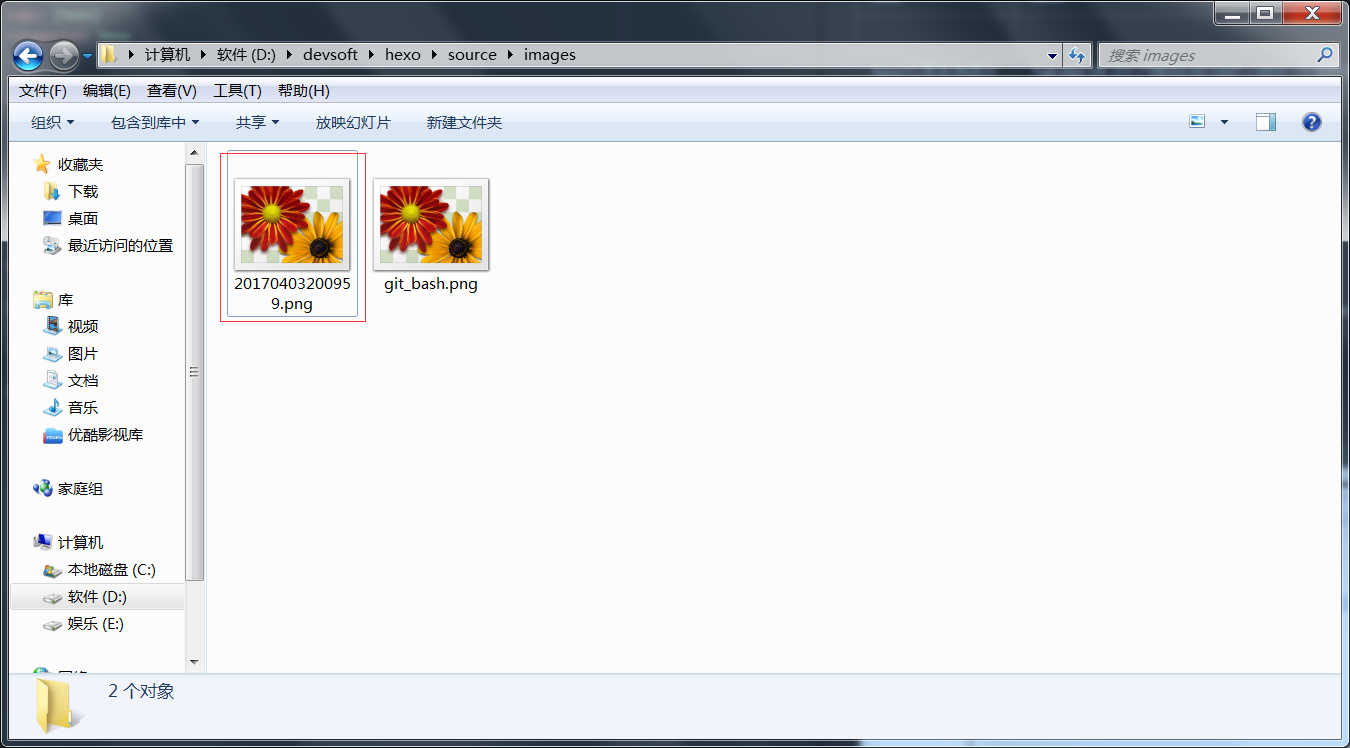 计算机 软件 (D:) devsoft hexo source images
搜索 images
文件(F) 编辑(E) 查看(V) 工具(T) 帮助(H)
组织 包含到库中 共享 放映幻灯片 新建文件夹
收藏夹
下载
桌面
最近访问的位置
库
视频
图片
文档
音乐
优酷影视库
家庭组
计算机
本地磁盘 (C:)
软件 (D:)
娱乐 (E:)
2017040320095
9.png
git_bash.png
2 个对象